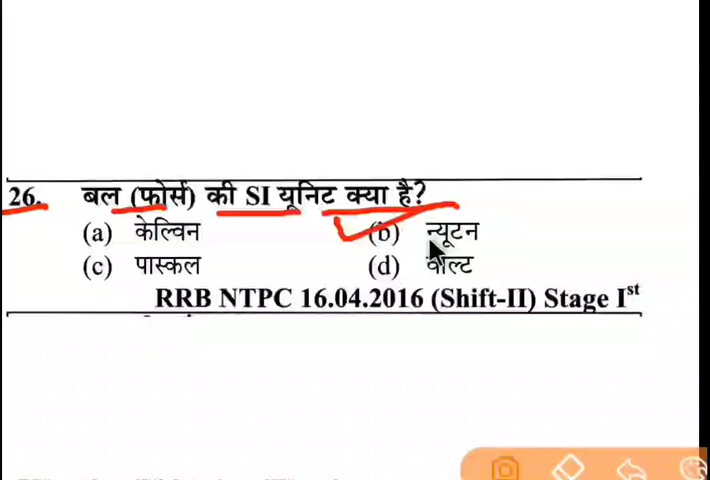 26. बल (फोर्स) की SI यूनिट क्या है?
(a) केल्विन (b) न्यूटन
(c) पास्कल (d) वोल्ट
RRB NTPC 16.04.2016 (Shift-II) Stage Ist